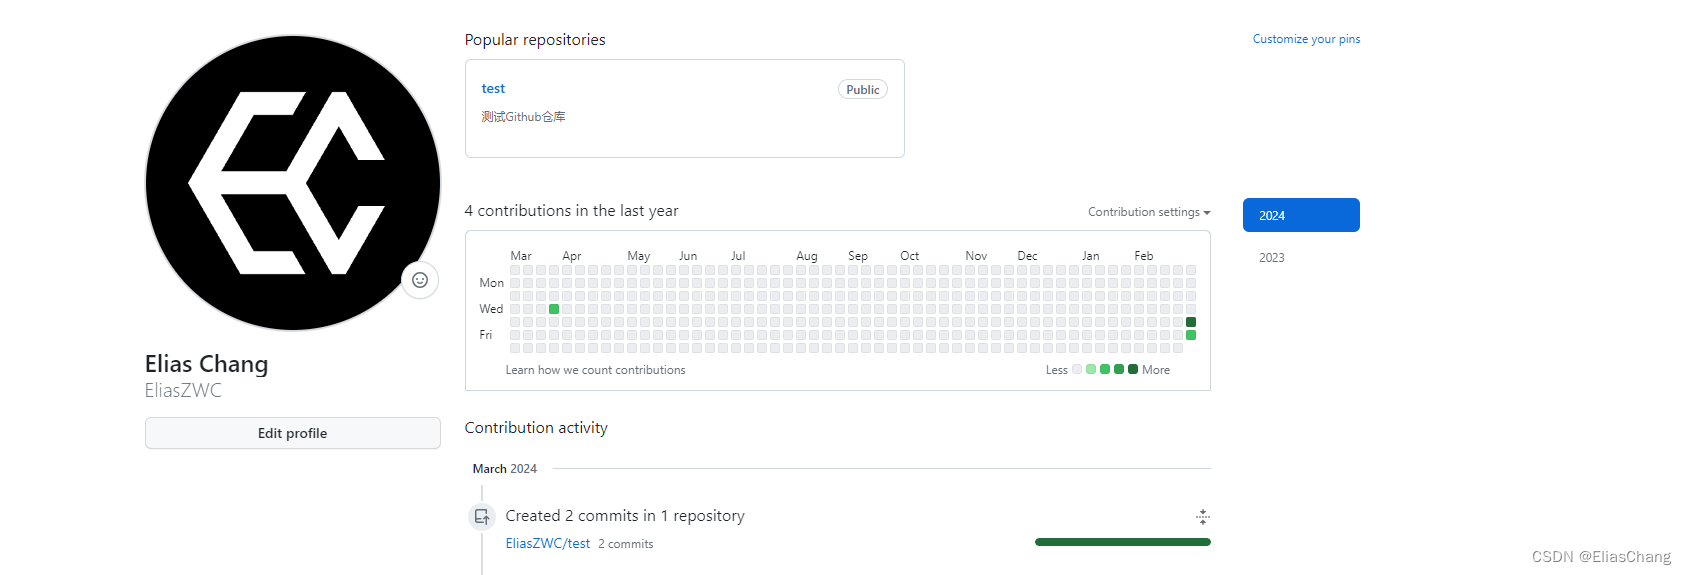 Popular repositories
Customize your pins
test
Public
测试Github仓库
4 contributions in the last year
Contribution settings
2024
2023
Mar Apr May Jun Jul Aug Sep Oct Nov Dec Jan Feb
Mon
Wed
Fri
Learn how we count contributions
Less More
Elias Chang
EliasZWC
Edit profile
Contribution activity
March 2024
Created 2 commits in 1 repository
EliasZWC/test 2 commits
CSDN @EliasChang